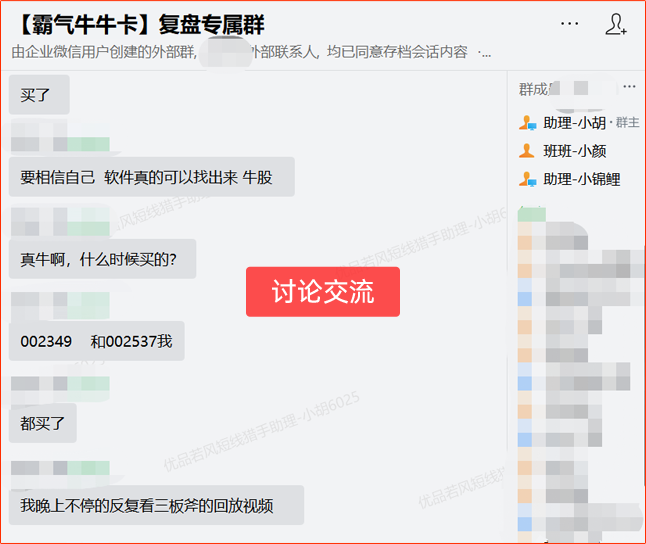 【霸气牛牛卡】复盘专属群
由企业微信用户创建的外部群, 外部联系人, 均已同意存档会话内容 ·...
买了
群成
助理-小胡·群主
班班-小颜
要相信自己 软件真的可以找出来 牛股
助理-小锦鲤
真牛啊，什么时候买的?
讨论交流
002349 和002537我
都买了
优品若风短线猎手助理-小胡6025
我晚上不停的反复看三板斧的回放视频